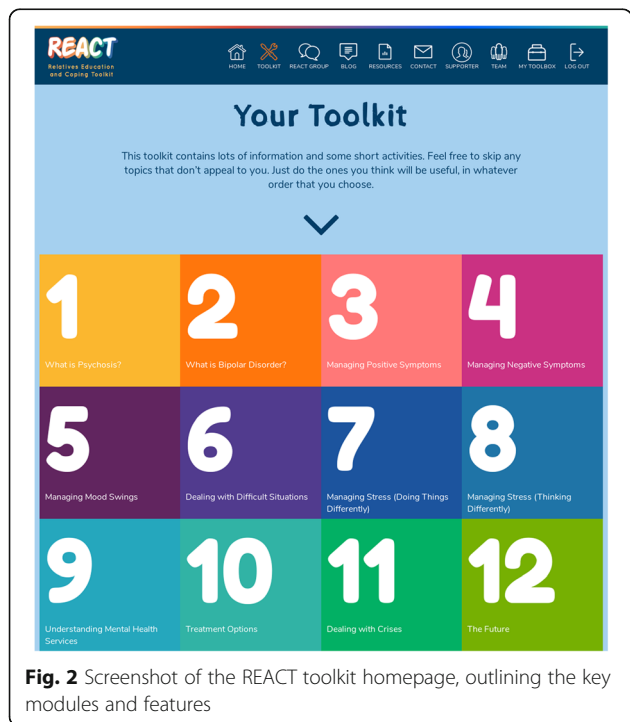 REACT
Relatives Education
and Coping Toolkit
HOME
TOOLKIT
REACT GROUP
BLOG
RESOURCES
CONTACT
SUPPORTER
TEAM
MY TOOLBOX
LOG OUT
Your Toolkit
This toolkit contains lots of information and some short activities. Feel free to skip any
topics that don't appeal to you. Just do the ones you think will be useful, in whatever
order that you choose.
1
What is Psychosis?
2
What is Bipolar Disorder?
3
Managing Positive Symptoms
4
Managing Negative Symptoms
5
Managing Mood Swings
6
Dealing with Difficult Situations
7
Managing Stress (Doing Things
Differently)
8
Managing Stress (Thinking
Differently)
9
Understanding Mental Health
Services
10
Treatment Options
11
Dealing with Crises
12
The Future
Fig. 2 Screenshot of the REACT toolkit homepage, outlining the key
modules and features